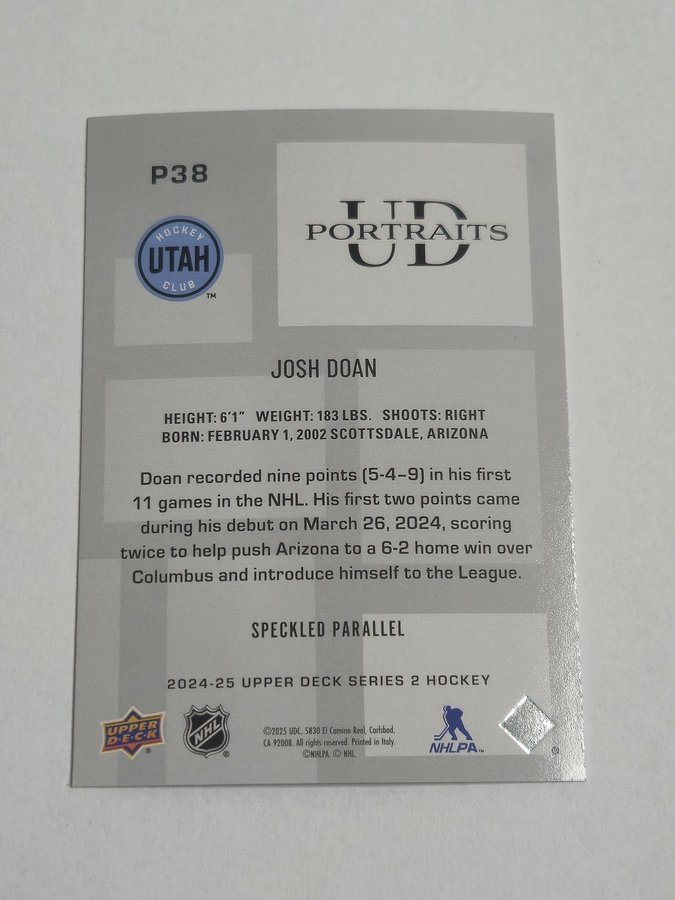 P38
HOCKEY
UTAH
CLUB
TM
UD
PORTRAITS
JOSH DOAN
HEIGHT: 6'1" WEIGHT: 183 LBS. SHOOTS: RIGHT
BORN: FEBRUARY 1, 2002 SCOTTSDALE, ARIZONA
Doan recorded nine points (5-4–9) in his first
11 games in the NHL. His first two points came
during his debut on March 26, 2024, scoring
twice to help push Arizona to a 6-2 home win over
Columbus and introduce himself to the League.
SPECKLED PARALLEL
2024-25 UPPER DECK SERIES 2 HOCKEY
UPPER
DECK
NHL
®
©2025 UDC. 5830 El Camino Real, Carlsbad,
CA 92008. All rights reserved. Printed in Italy.
©NHLPA. © NHL.
NHLPA™